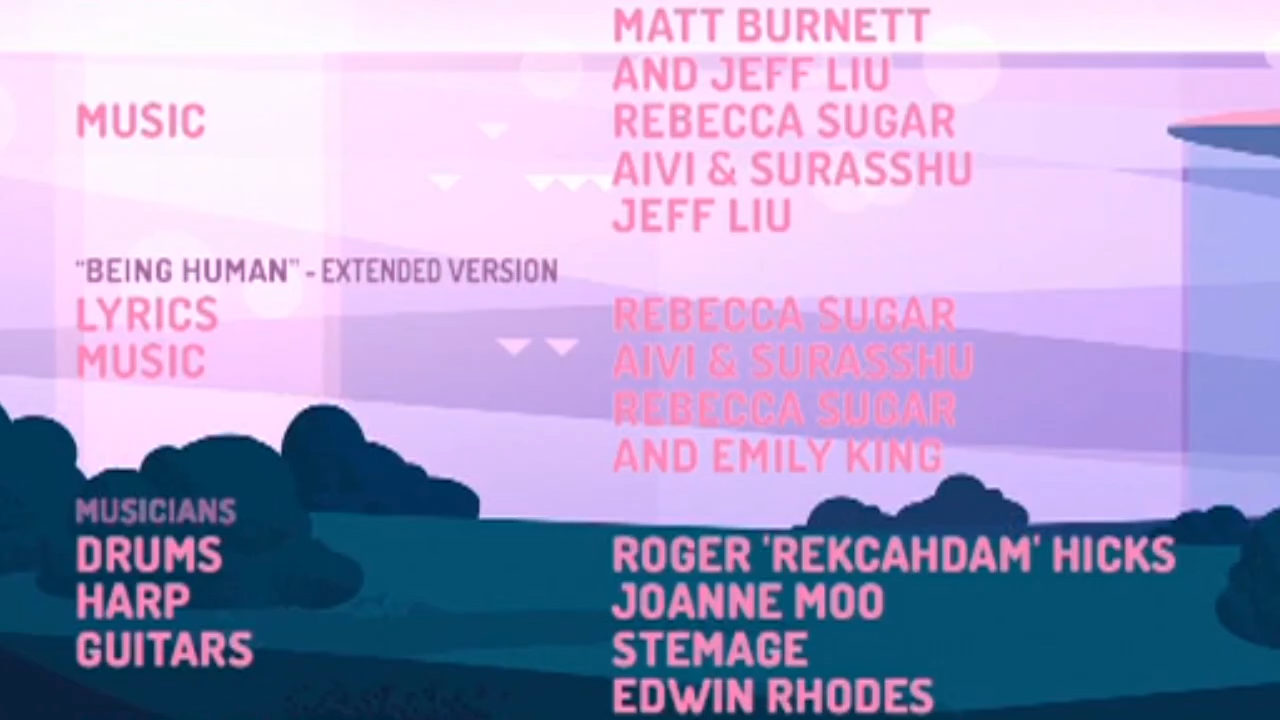 MATT BURNETT
AND JEFF LIU
MUSIC REBECCA SUGAR
AIVI & SURASSHU
JEFF LIU
"BEING HUMAN" - EXTENDED VERSION
LYRICS REBECCA SUGAR
MUSIC AIVI & SURASSHU
REBECCA SUGAR
AND EMILY KING
MUSICIANS
DRUMS ROGER 'REKCAHDAM' HICKS
HARP JOANNE MOO
GUITARS STEMAGE
EDWIN RHODES